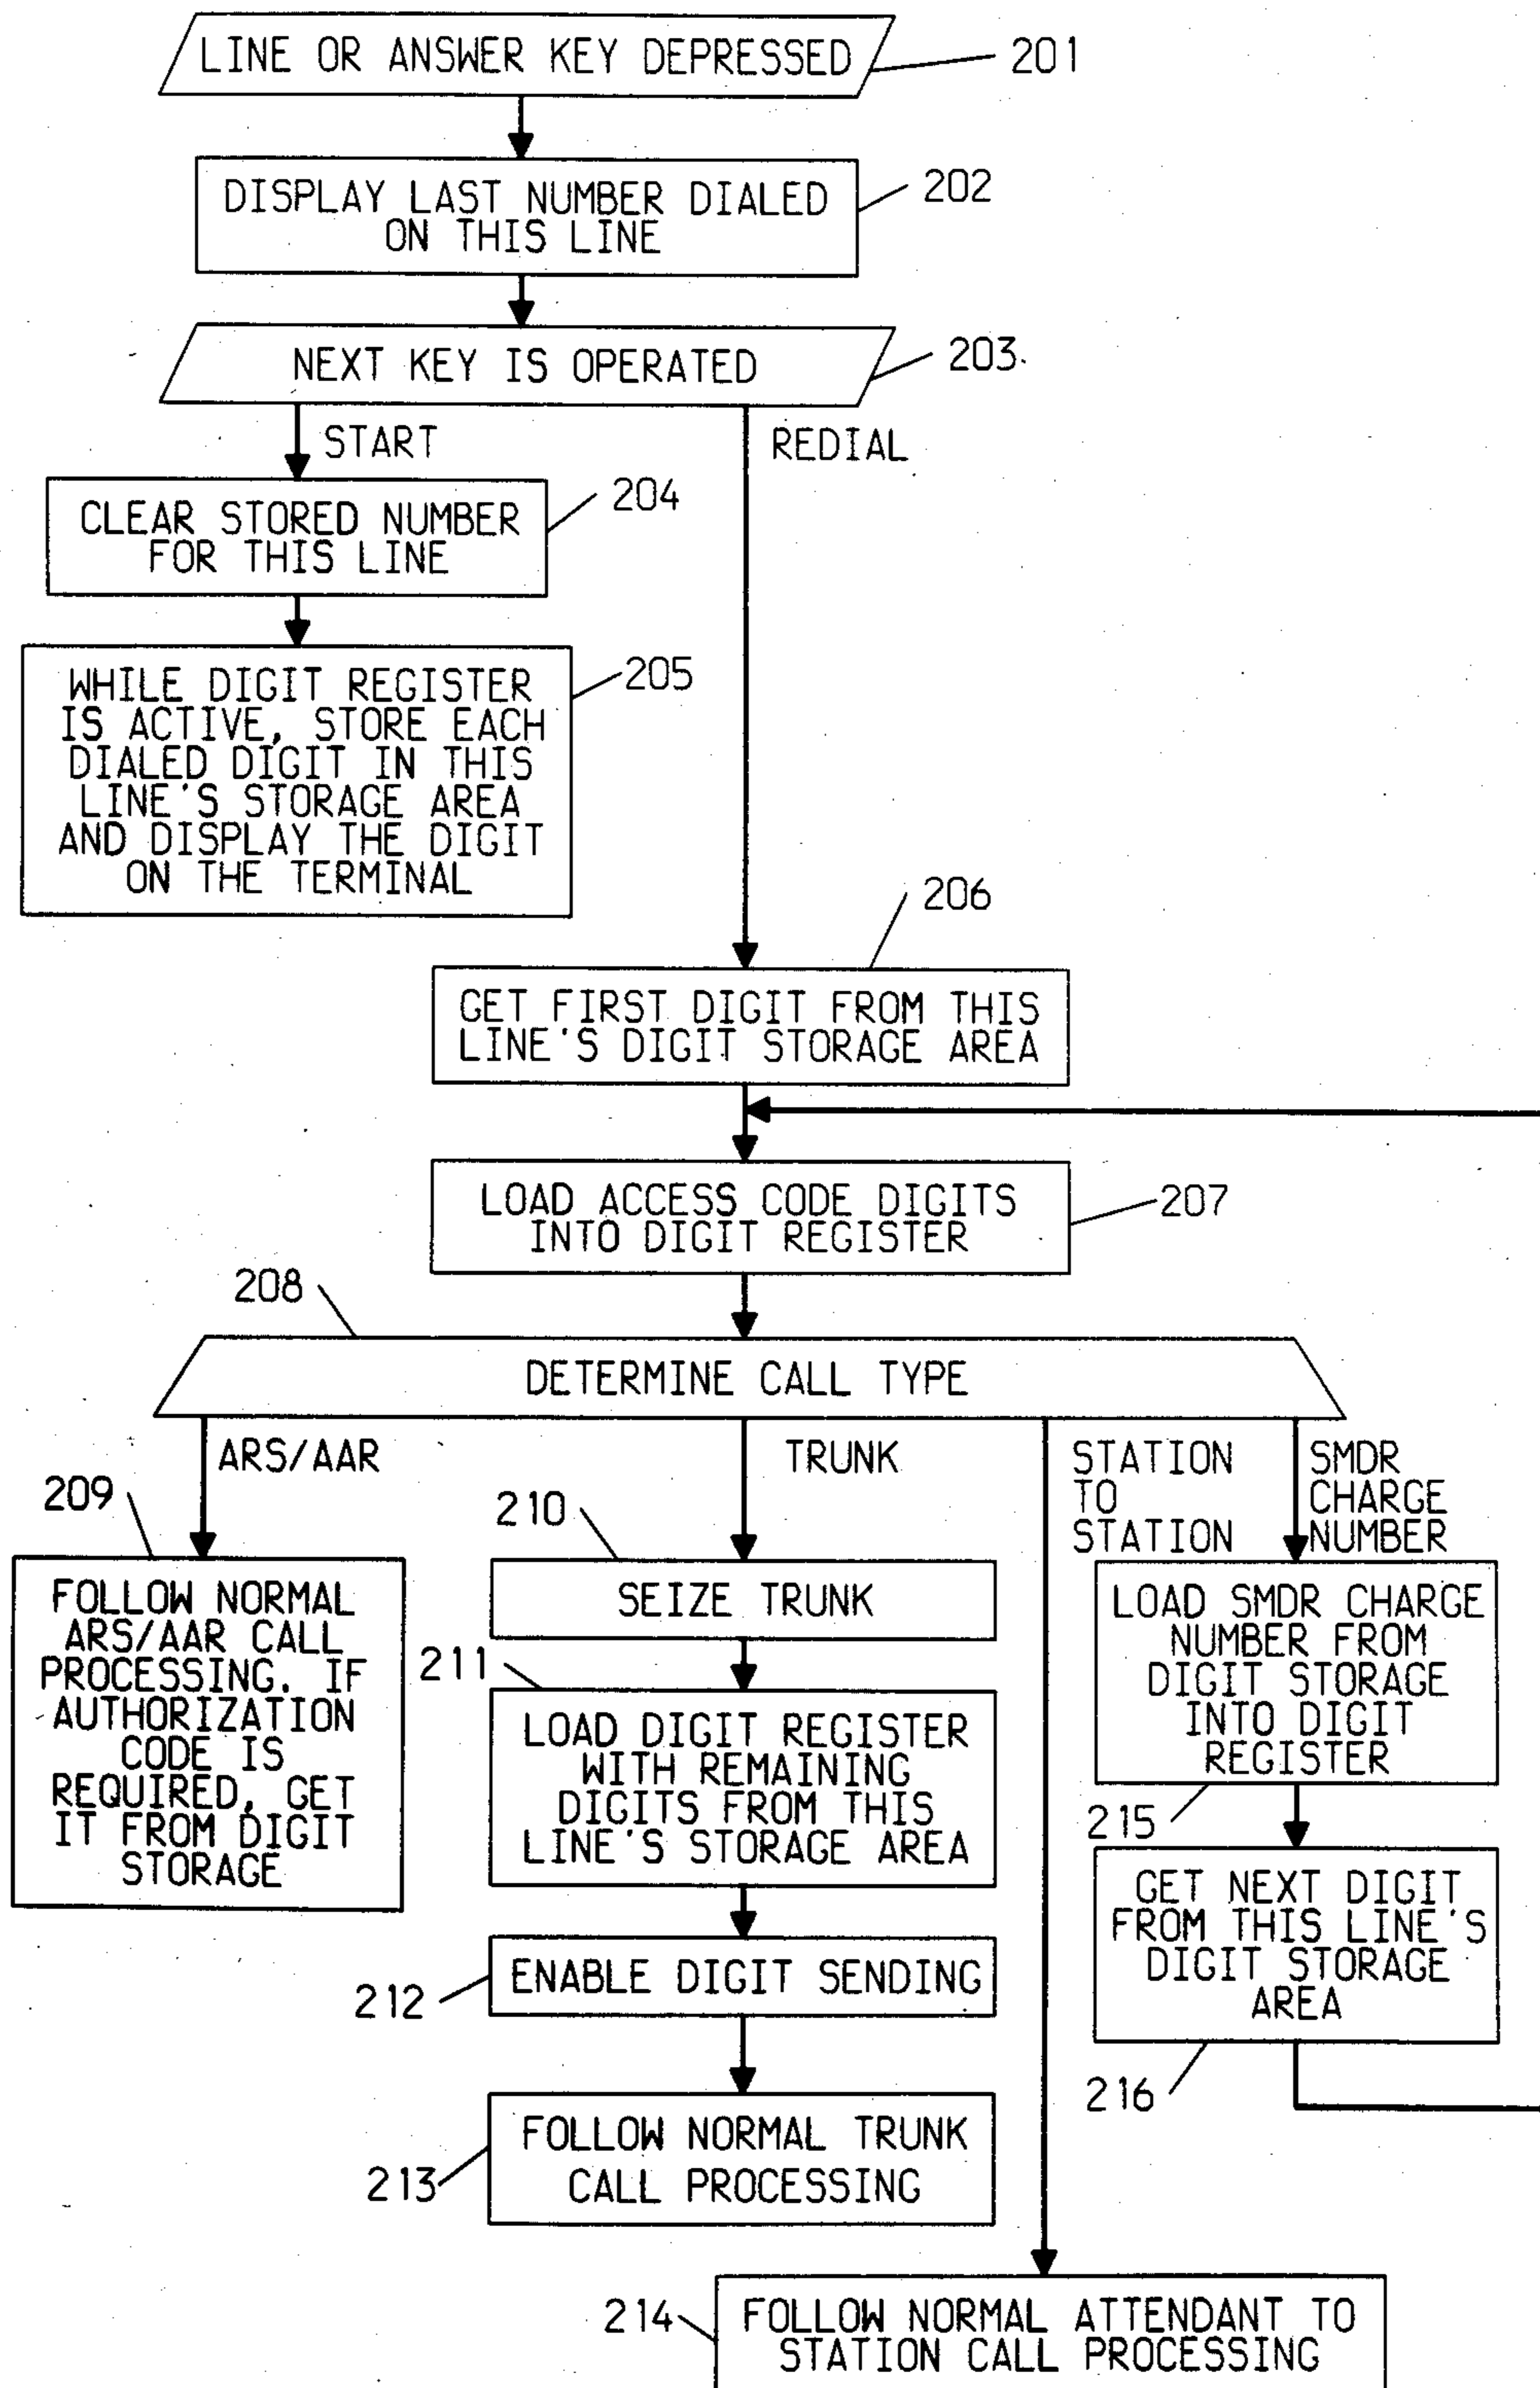 LINE OR ANSWER KEY DEPRESSED
201
DISPLAY LAST NUMBER DIALED
ON THIS LINE
202
NEXT KEY IS OPERATED
203
START
REDIAL
CLEAR STORED NUMBER
FOR THIS LINE
204
WHILE DIGIT REGISTER
IS ACTIVE, STORE EACH
DIALED DIGIT IN THIS
LINE'S STORAGE AREA
AND DISPLAY THE DIGIT
ON THE TERMINAL
205
206
GET FIRST DIGIT FROM THIS
LINE'S DIGIT STORAGE AREA
LOAD ACCESS CODE DIGITS
INTO DIGIT REGISTER
207
208
DETERMINE CALL TYPE
ARS/AAR
TRUNK
STATION
TO
STATION
SMDR
CHARGE
NUMBER
209
FOLLOW NORMAL
ARS/AAR CALL
PROCESSING. IF
AUTHORIZATION
CODE IS
REQUIRED, GET
IT FROM DIGIT
STORAGE
210
SEIZE TRUNK
211
LOAD DIGIT REGISTER
WITH REMAINING
DIGITS FROM THIS
LINE'S STORAGE AREA
212
ENABLE DIGIT SENDING
213
FOLLOW NORMAL TRUNK
CALL PROCESSING
LOAD SMDR CHARGE
NUMBER FROM
DIGIT STORAGE
INTO DIGIT
REGISTER
215
GET NEXT DIGIT
FROM THIS LINE'S
DIGIT STORAGE
AREA
216
214
FOLLOW NORMAL ATTENDANT TO
STATION CALL PROCESSING